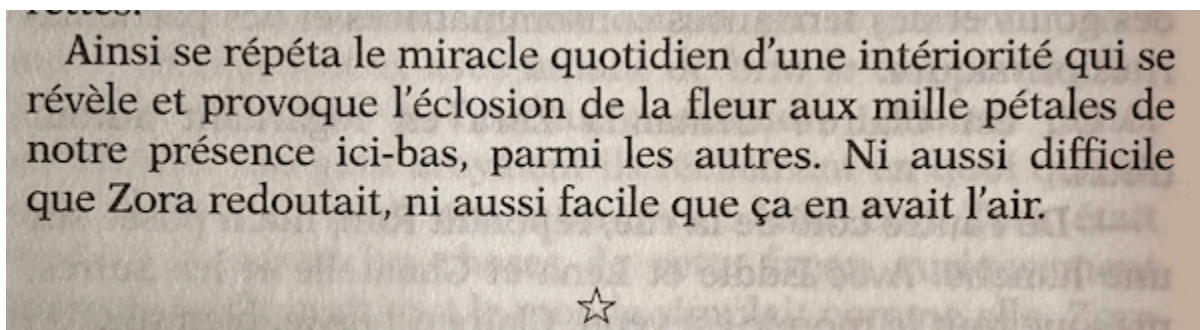 Ainsi se répéta le miracle quotidien d'une intériorité qui se
révèle et provoque l'éclosion de la fleur aux mille pétales de
notre présence ici-bas, parmi les autres. Ni aussi difficile
que Zora redoutait, ni aussi facile que ça en avait l'air.